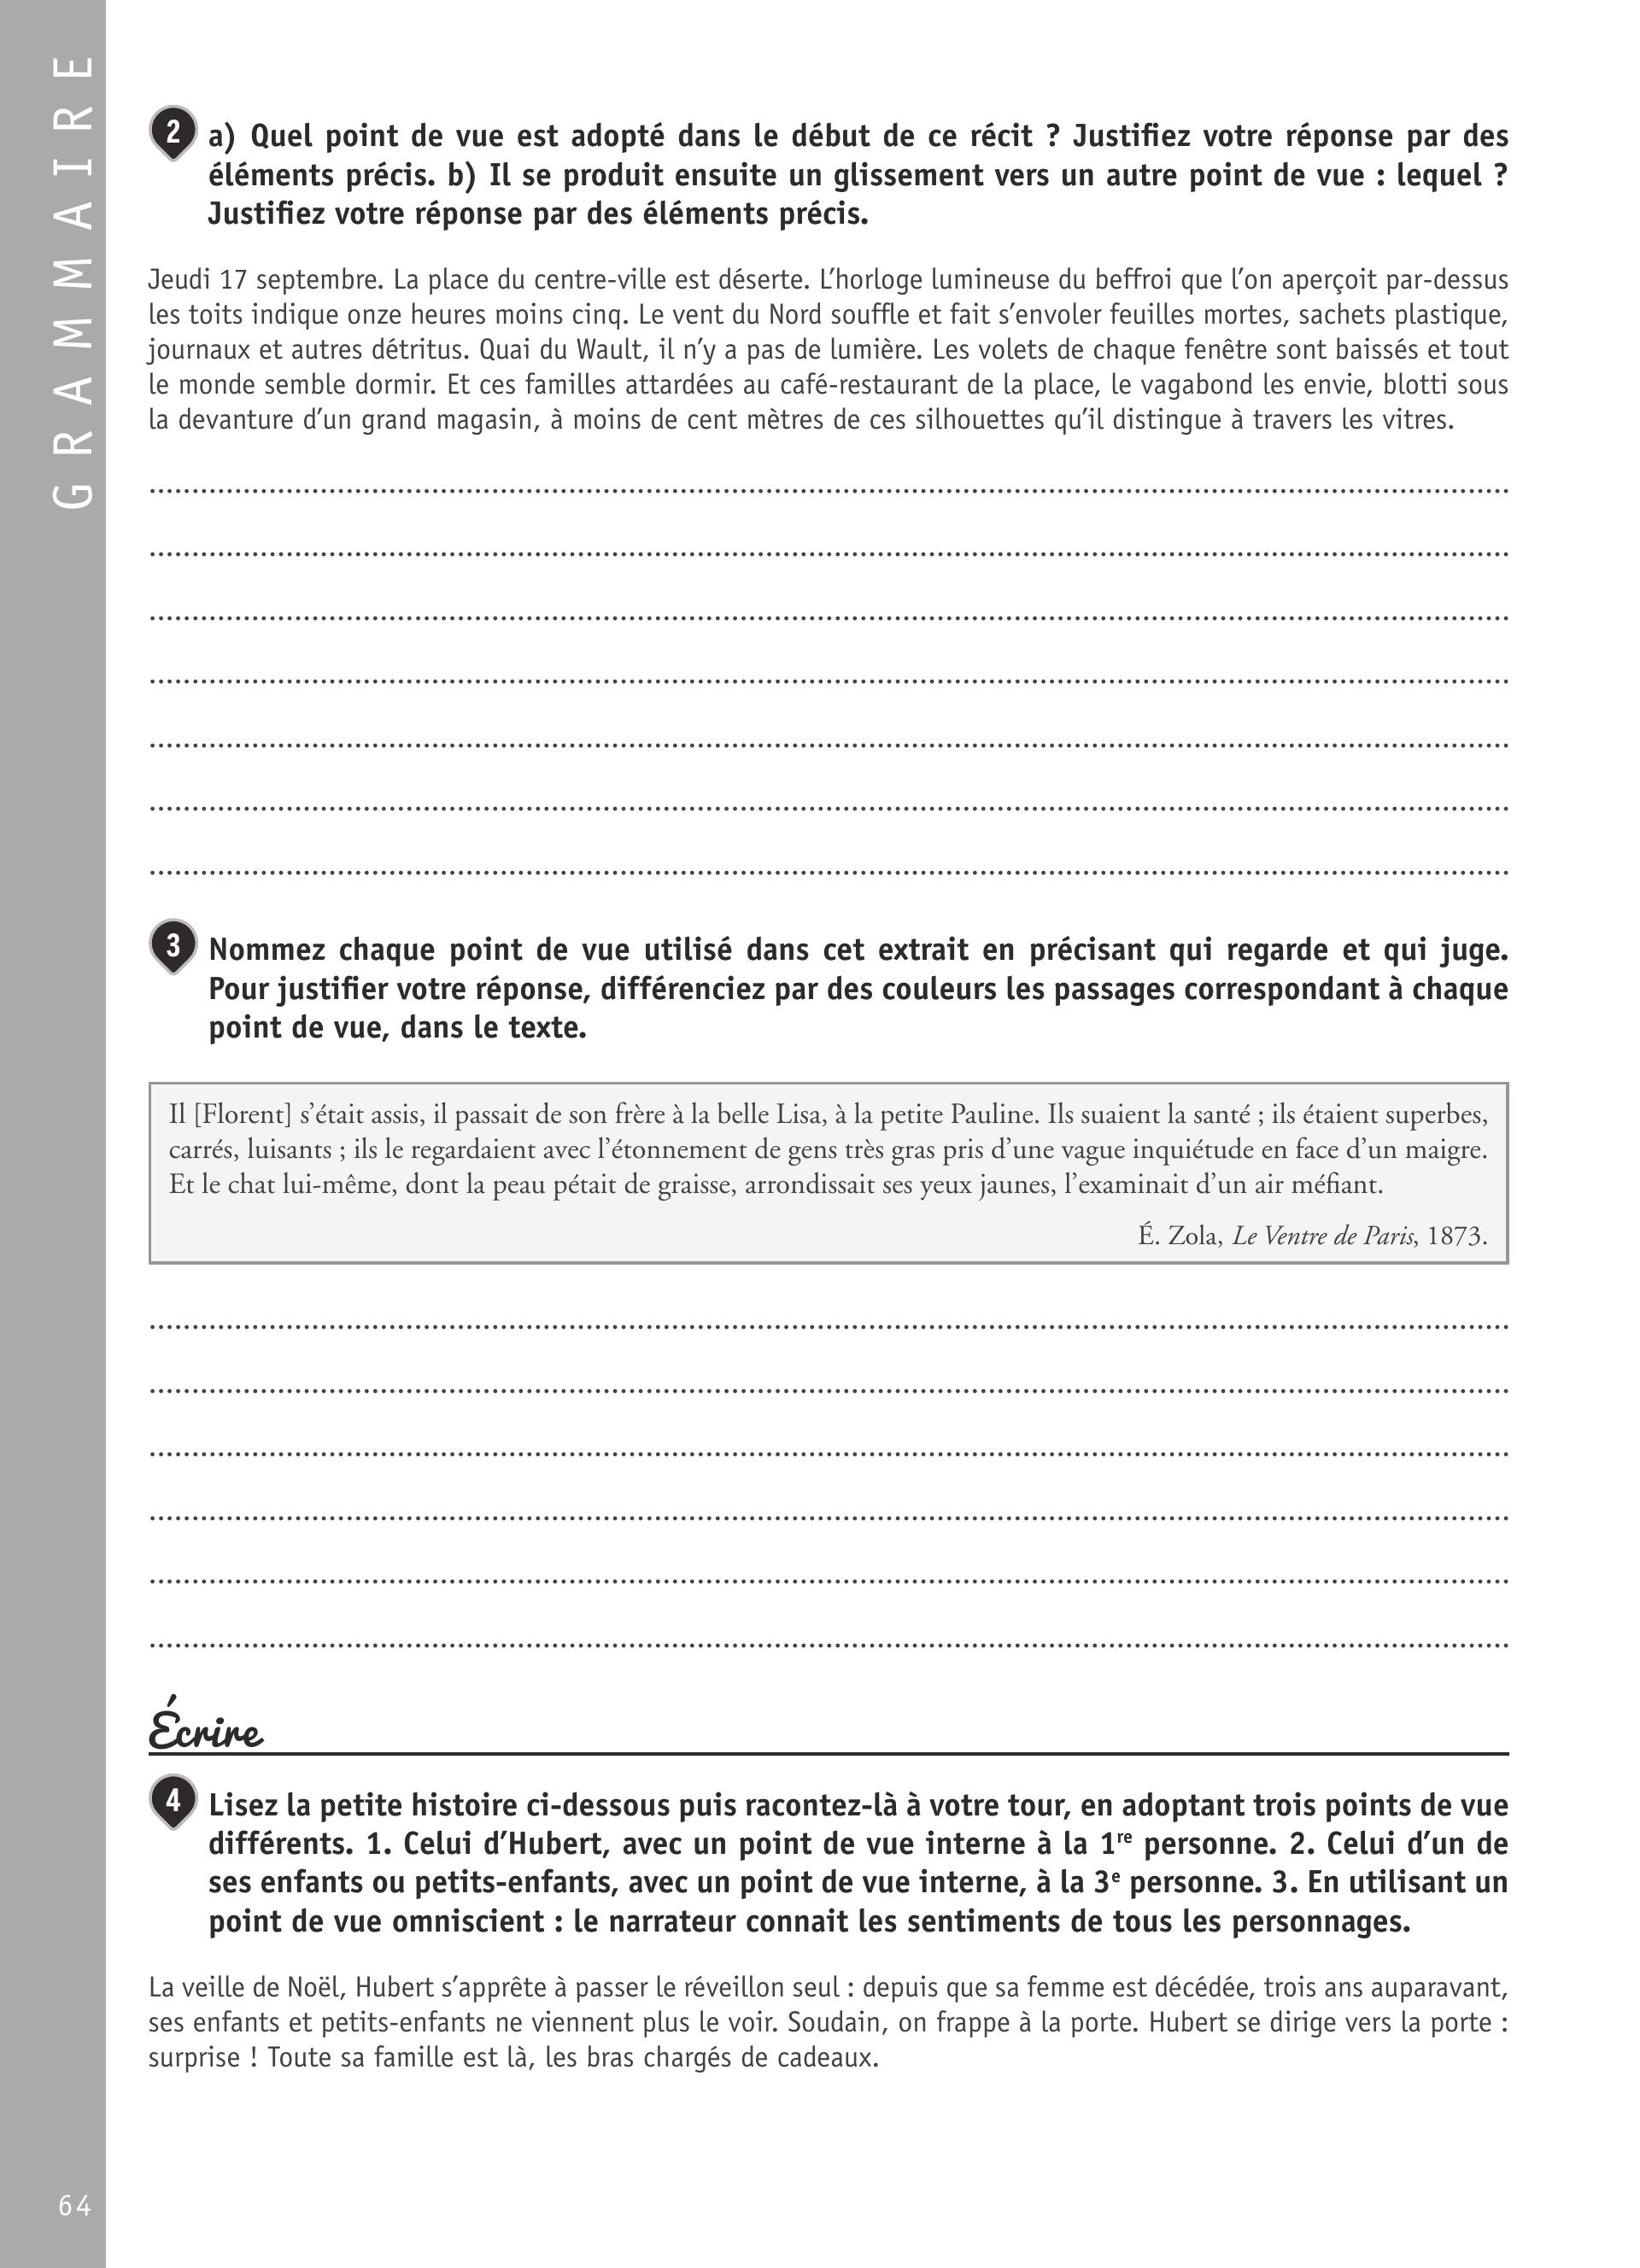 GRAMMAIRE
2 a) Quel point de vue est adopté dans le début de ce récit ? Justifiez votre réponse par des
éléments précis. b) Il se produit ensuite un glissement vers un autre point de vue : lequel ?
Justifiez votre réponse par des éléments précis.
Jeudi 17 septembre. La place du centre-ville est déserte. L’horloge lumineuse du beffroi que l’on aperçoit par-dessus
les toits indique onze heures moins cinq. Le vent du Nord souffle et fait s’envoler feuilles mortes, sachets plastique,
journaux et autres détritus. Quai du Wault, il n’y a pas de lumière. Les volets de chaque fenêtre sont baissés et tout
le monde semble dormir. Et ces familles attardées au café-restaurant de la place, le vagabond les envie, blotti sous
la devanture d’un grand magasin, à moins de cent mètres de ces silhouettes qu’il distingue à travers les vitres.
3 Nommez chaque point de vue utilisé dans cet extrait en précisant qui regarde et qui juge.
Pour justifier votre réponse, différenciez par des couleurs les passages correspondant à chaque
point de vue, dans le texte.
Il [Florent] s’était assis, il passait de son frère à la belle Lisa, à la petite Pauline. Ils suaient la santé ; ils étaient superbes,
carrés, luisants ; ils le regardaient avec l’étonnement de gens très gras pris d’une vague inquiétude en face d’un maigre.
Et le chat lui-même, dont la peau pétait de graisse, arrondissait ses yeux jaunes, l’examinait d’un air méfiant.
É. Zola, Le Ventre de Paris, 1873.
Écrire
4 Lisez la petite histoire ci-dessous puis racontez-là à votre tour, en adoptant trois points de vue
différents. 1. Celui d’Hubert, avec un point de vue interne à la 1re personne. 2. Celui d’un de
ses enfants ou petits-enfants, avec un point de vue interne, à la 3e personne. 3. En utilisant un
point de vue omniscient : le narrateur connait les sentiments de tous les personnages.
La veille de Noël, Hubert s’apprête à passer le réveillon seul : depuis que sa femme est décédée, trois ans auparavant,
ses enfants et petits-enfants ne viennent plus le voir. Soudain, on frappe à la porte. Hubert se dirige vers la porte :
surprise ! Toute sa famille est là, les bras chargés de cadeaux.
64